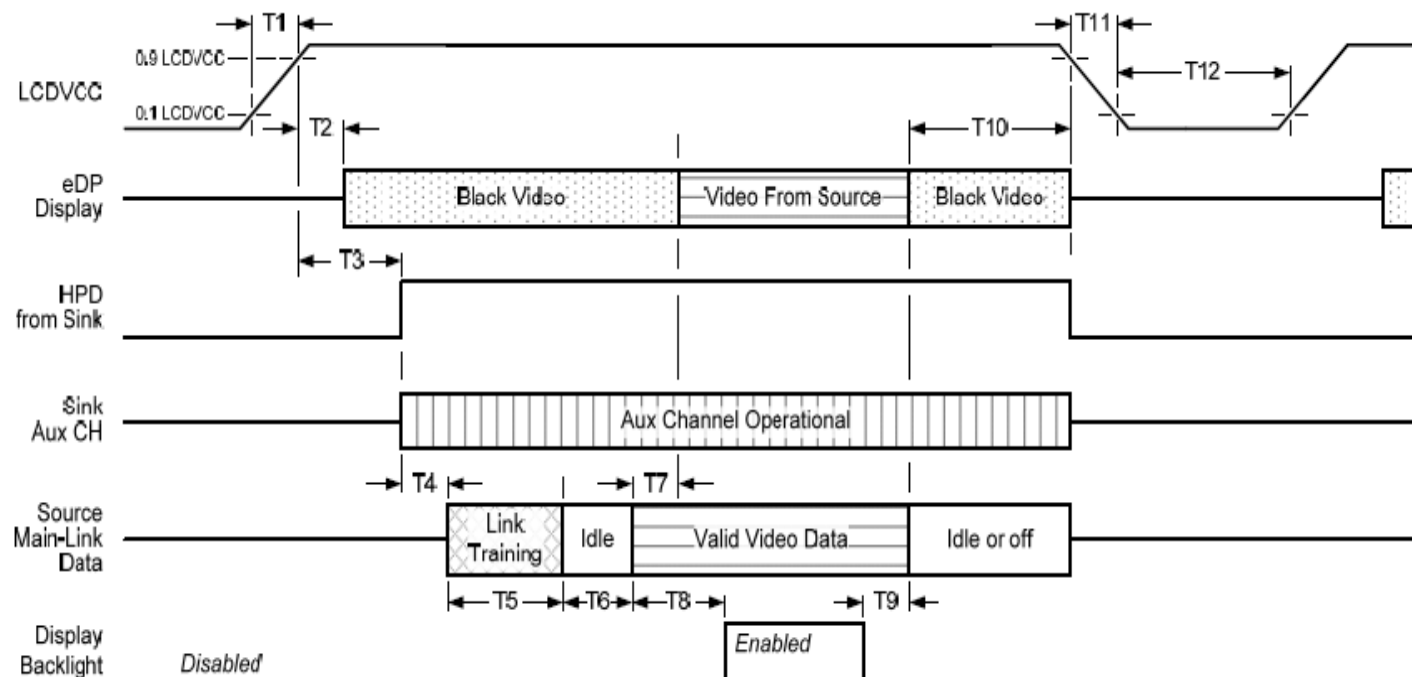 T1
T11
0.9 LCDVCC
LCDVCC
T12
0.1 LCDVCC
T2
T10
eDP
Display
Black Video
Video From Source
Black Video
T3
HPD
from Sink
Sink
Aux CH
Aux Channel Operational
T4
T7
Source
Main-Link
Data
Link
Training
Idle
Valid Video Data
Idle or off
T5
T6
T8
T9
Display
Backlight
Disabled
Enabled